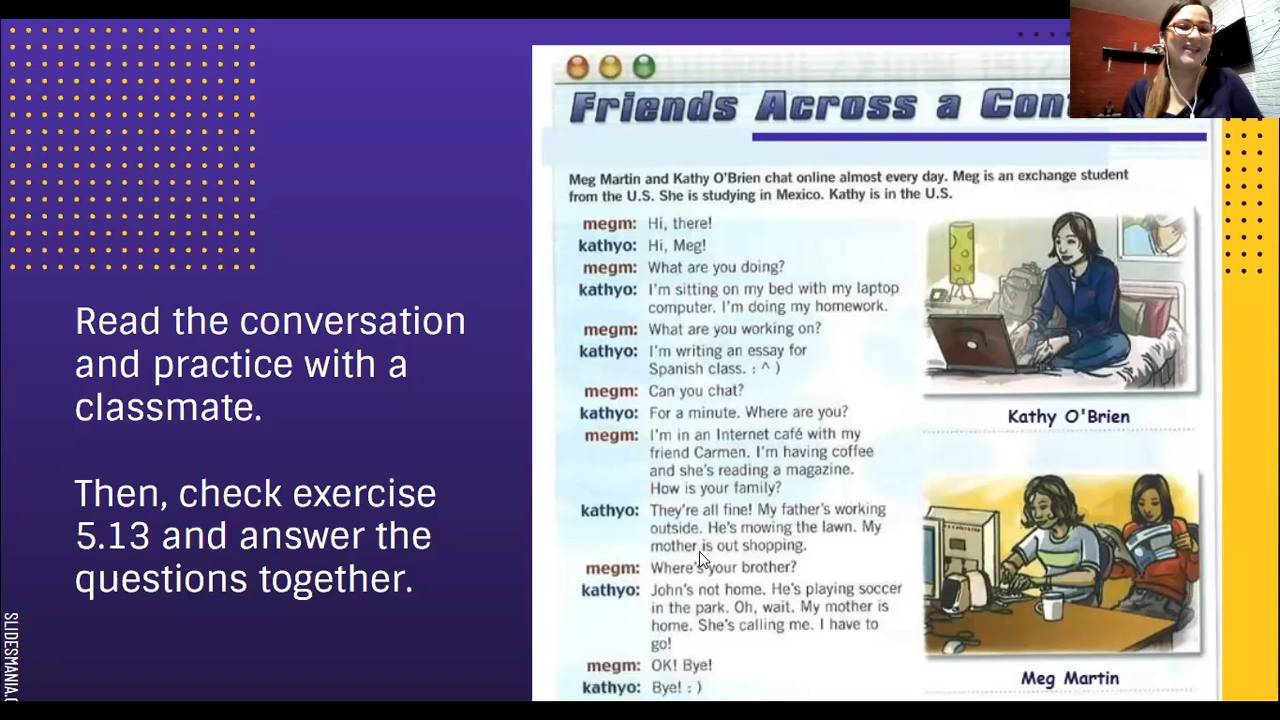 Friends Across a
Meg Martin and Kathy O'Brien chat online almost every day. Meg is an exchange student
from the U.S. She is studying in Mexico. Kathy is in the U.S.
megm: Hi, there!
kathyo: Hi, Meg!
megm: What are you doing?
kathyo: I'm sitting on my bed with my laptop
computer. I'm doing my homework.
megm: What are you working on?
kathyo: I'm writing an essay for
Spanish class. : ^ )
megm: Can you chat?
kathyo: For a minute. Where are you?
megm: I'm in an Internet café with my
friend Carmen. I'm having coffee
and she's reading a magazine.
How is your family?
kathyo: They're all fine! My father's working
outside. He's mowing the lawn. My
mother is out shopping.
megm: Where's your brother?
kathyo: John's not home. He's playing soccer
in the park. Oh, wait. My mother is
home. She's calling me. I have to
go!
megm: OK! Bye!
kathyo: Bye! : )
Kathy O'Brien
Meg Martin
Read the conversation
and practice with a
classmate.
Then, check exercise
5.13 and answer the
questions together.